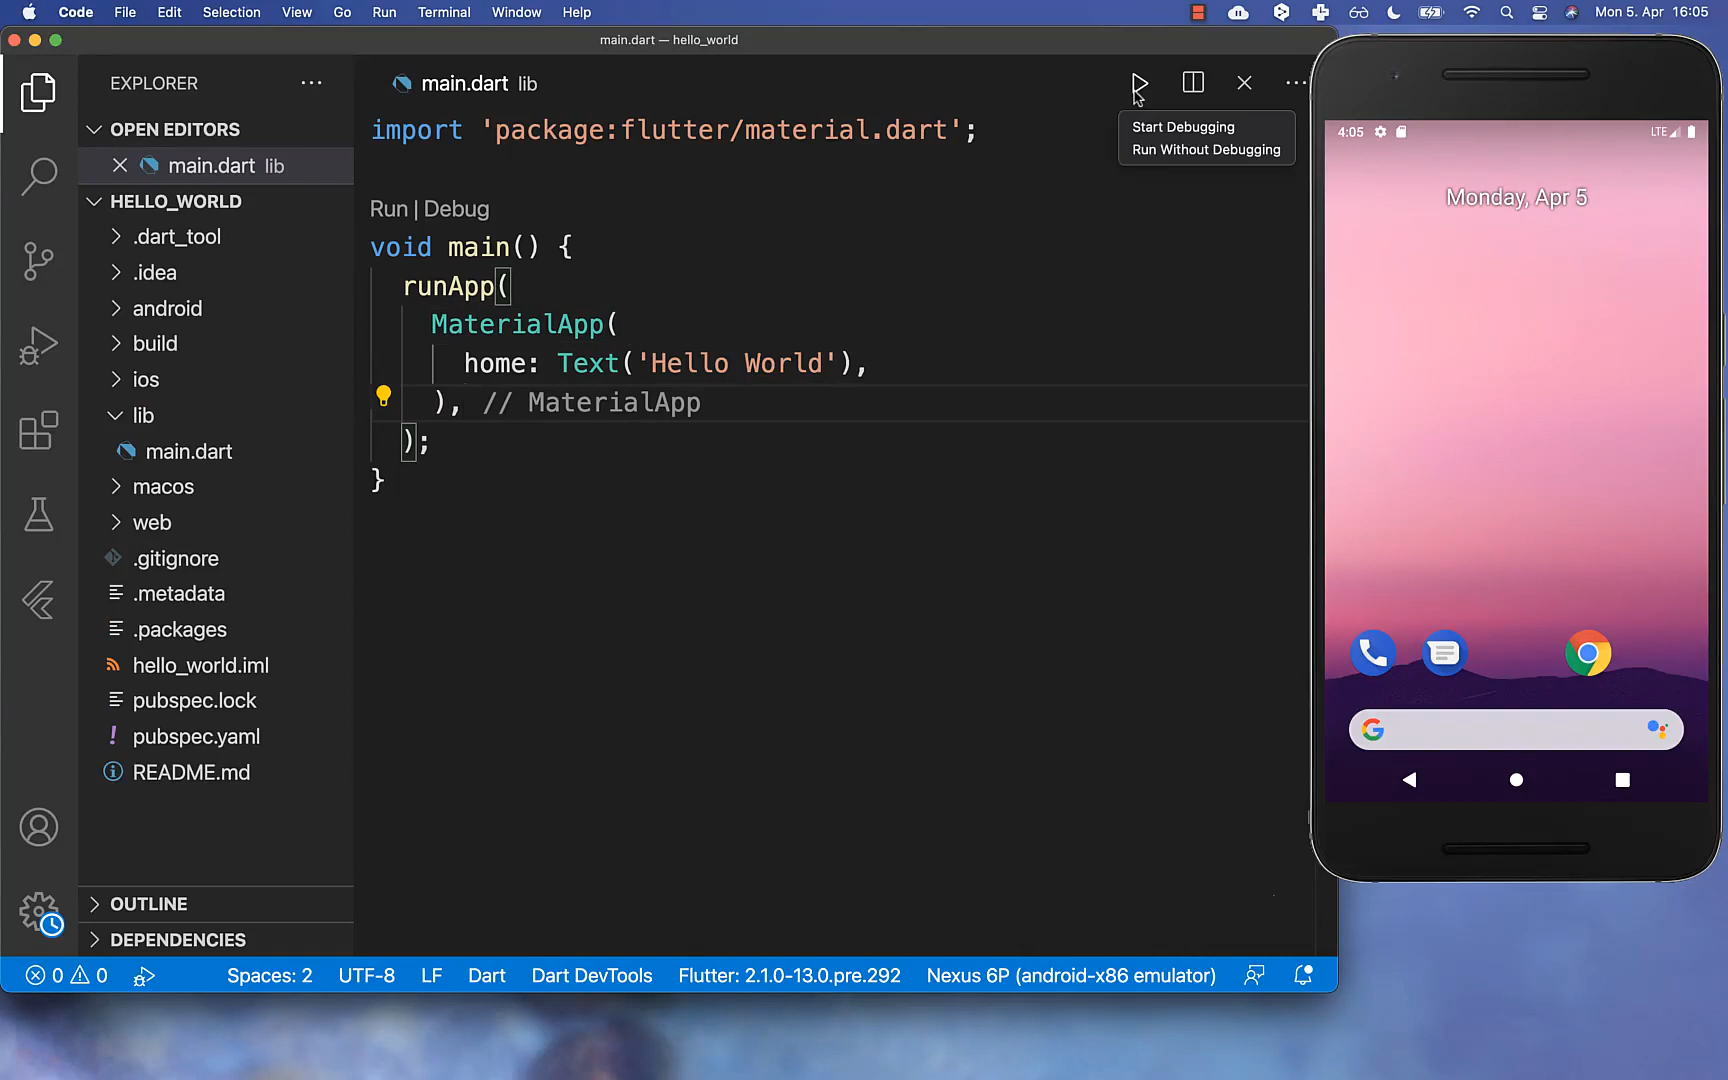 Code File Edit Selection View Go Run Terminal Window Help Mon 5. Apr 16:05
main.dart — hello_world
EXPLORER
OPEN EDITORS
main.dart lib
HELLO_WORLD
.dart_tool
.idea
android
build
ios
lib
main.dart
macos
web
.gitignore
.metadata
.packages
hello_world.iml
pubspec.lock
pubspec.yaml
README.md
OUTLINE
DEPENDENCIES
main.dart lib
Start Debugging
Run Without Debugging
import 'package:flutter/material.dart';
Run | Debug
void main() {
runApp(
MaterialApp(
home: Text('Hello World'),
), // MaterialApp
);
}
0 0 Spaces: 2 UTF-8 LF Dart Dart DevTools Flutter: 2.1.0-13.0.pre.292 Nexus 6P (android-x86 emulator)
4:05 LTE
Monday, Apr 5